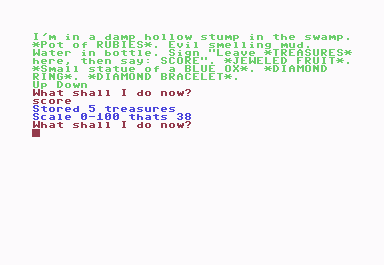 I'm in a damp hollow stump in the swamp.
*Pot of RUBIES*. Evil smelling mud.
Water in bottle. Sign "Leave *TREASURES*
here, then say: SCORE". *JEWELED FRUIT*.
*Small statue of a BLUE OX*. *DIAMOND
RING*. *DIAMOND BRACELET*.
Up Down
What shall I do now?
score
Stored 5 treasures
Scale 0-100 thats 38
What shall I do now?